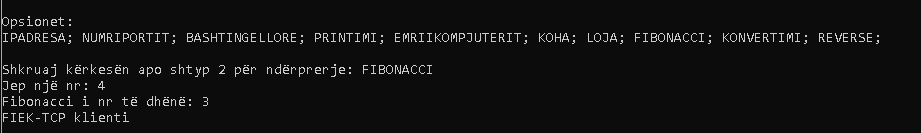 Opsionet:
IPADRESA; NUMRIPORTIT; BASHTINGELLORE; PRINTIMI; EMRIIKOMPJUTERIT; KOHA; LOJA; FIBONACCI; KONVERTIMI; REVERSE;
Shkruaj kërkesën apo shtyp 2 për ndërprerje: FIBONACCI
Jep një nr: 4
Fibonacci i nr të dhënë: 3
FIEK-TCP klienti